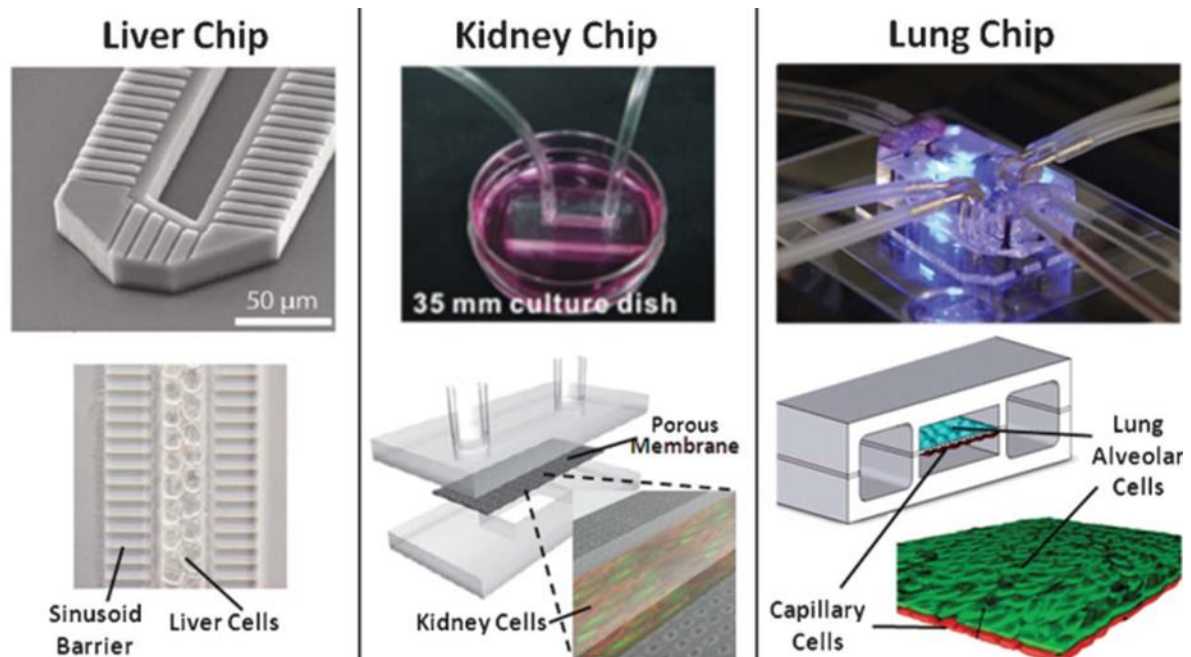 Liver Chip
50 µm
Sinusoid
Barrier
Liver Cells
Kidney Chip
35 mm culture dish
Porous
Membrane
Kidney Cells
Lung Chip
Lung
Alveolar
Cells
Capillary
Cells